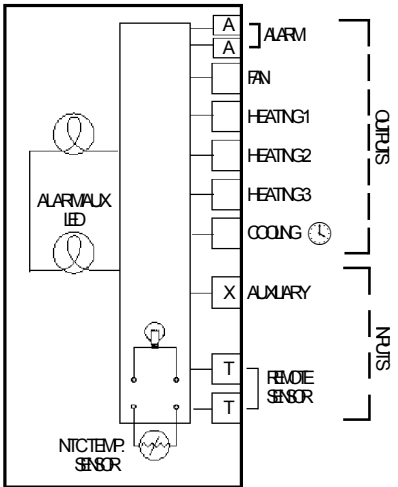 A
A
ALARM
FAN
HEATING1
HEATING2
HEATING3
COOLING
OUTPUTS
ALARM/AUX
LED
X
AUXILIARY
INPUTS
T
T
REMOTE
SENSOR
NTC TEMP.
SENSOR